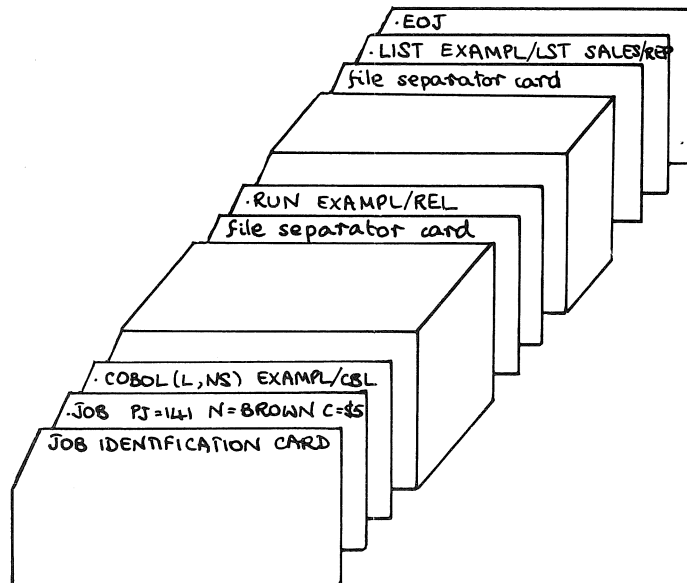 .EOJ
.LIST EXAMPL/LST SALES/REP
file separator card
.RUN EXAMPL/REL
file separator card
.COBOL (L,NS) EXAMPL/CBL
.JOB PJ=141 N=BROWN C=$5
JOB IDENTIFICATION CARD